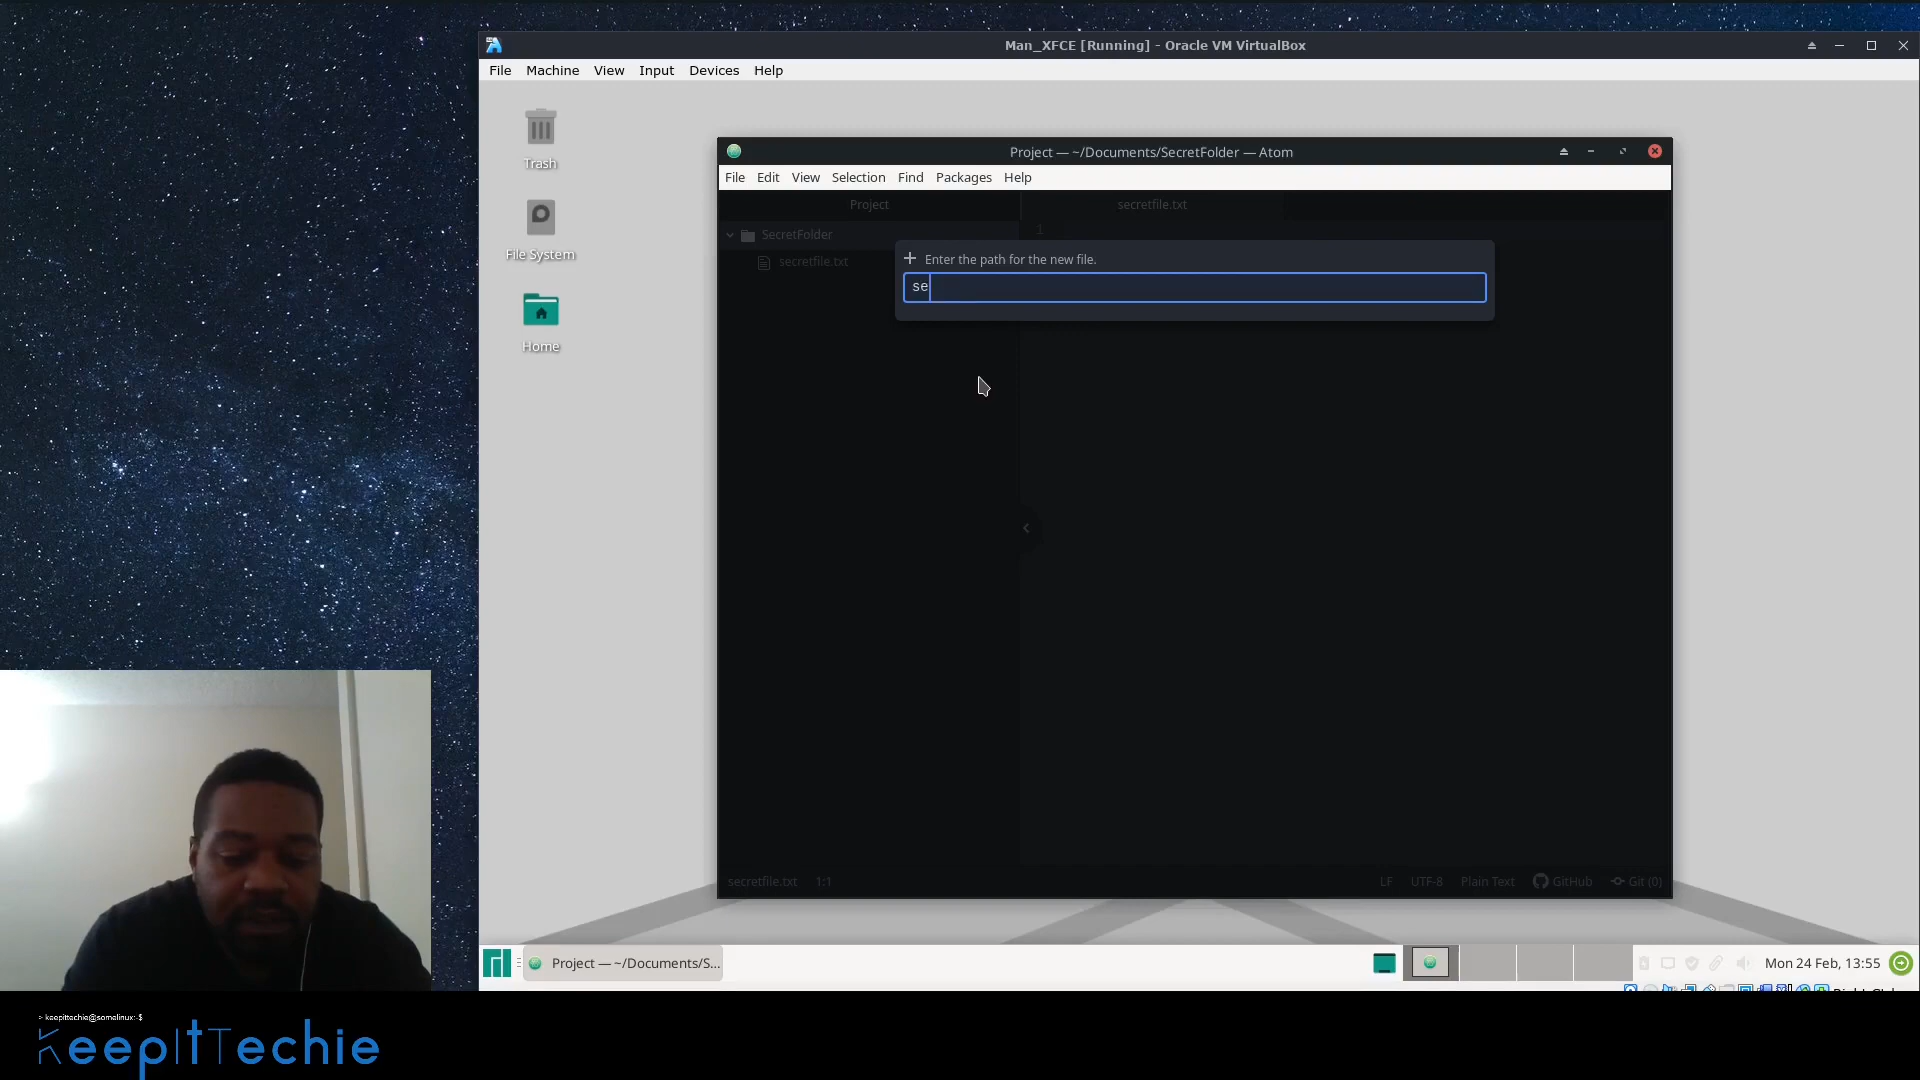 Man_XFCE [Running] - Oracle VM VirtualBox
File Machine View Input Devices Help
Trash
File System
Home
Project — ~/Documents/SecretFolder — Atom
File Edit View Selection Find Packages Help
Project
secretfile.txt
SecretFolder
secretfile.txt
1
Enter the path for the new file.
se
secretfile.txt 1:1
LF UTF-8 Plain Text GitHub Git (0)
Project — ~/Documents/S...
Mon 24 Feb, 13:55
> keepittechie@somelinux:~$
KeepItTechie